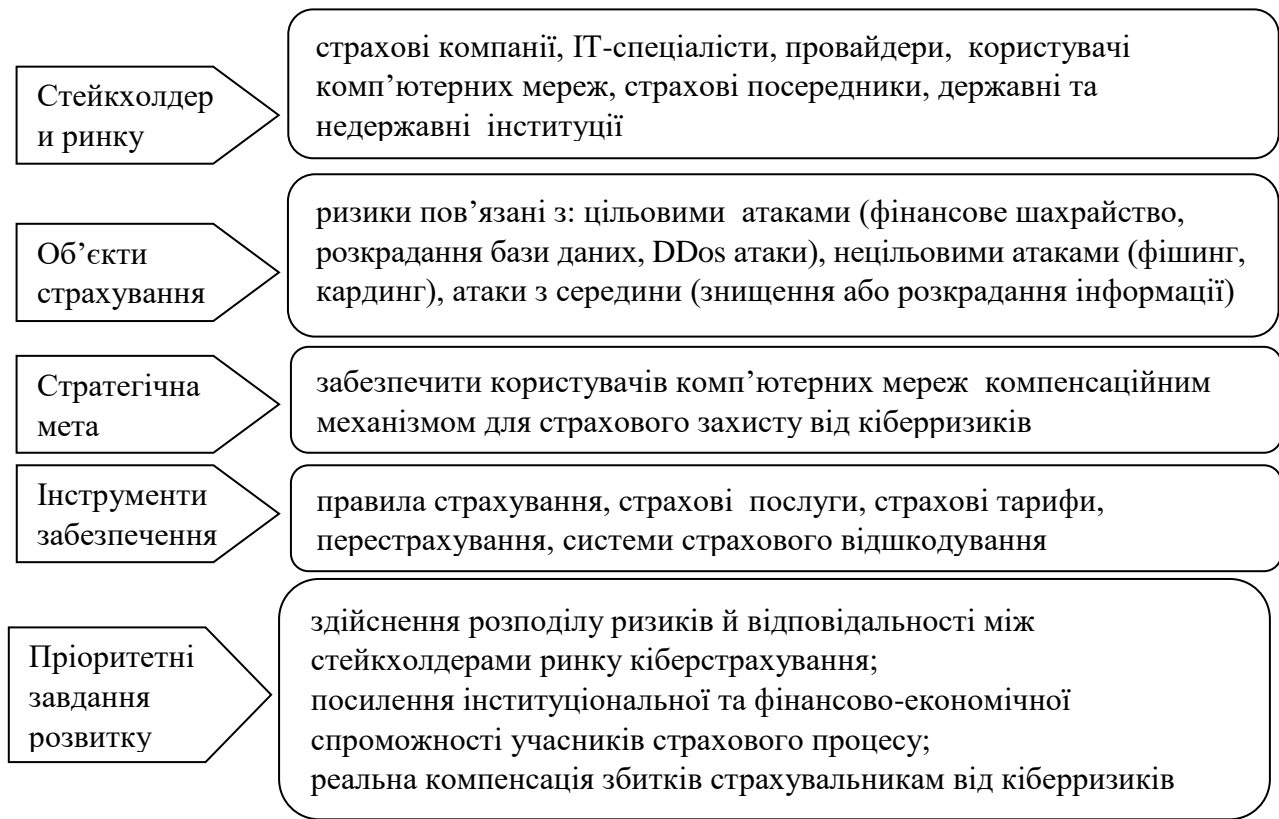 Стейкхолдер
и ринку
страхові компанії, ІТ-спеціалісти, провайдери, користувачі
комп’ютерних мереж, страхові посередники, державні та
недержавні інституції
Об’єкти
страхування
ризики пов’язані з: цільовими атаками (фінансове шахрайство,
розкрадання бази даних, DDos атаки), нецільовими атаками (фішинг,
кардинг), атаки з середини (знищення або розкрадання інформації)
Стратегічна
мета
забезпечити користувачів комп’ютерних мереж компенсаційним
механізмом для страхового захисту від кіберризиків
Інструменти
забезпечення
правила страхування, страхові послуги, страхові тарифи,
перестрахування, системи страхового відшкодування
Пріоритетні
завдання
розвитку
здійснення розподілу ризиків й відповідальності між
стейкхолдерами ринку кіберстрахування;
посилення інституціональної та фінансово-економічної
спроможності учасників страхового процесу;
реальна компенсація збитків страхувальникам від кіберризиків